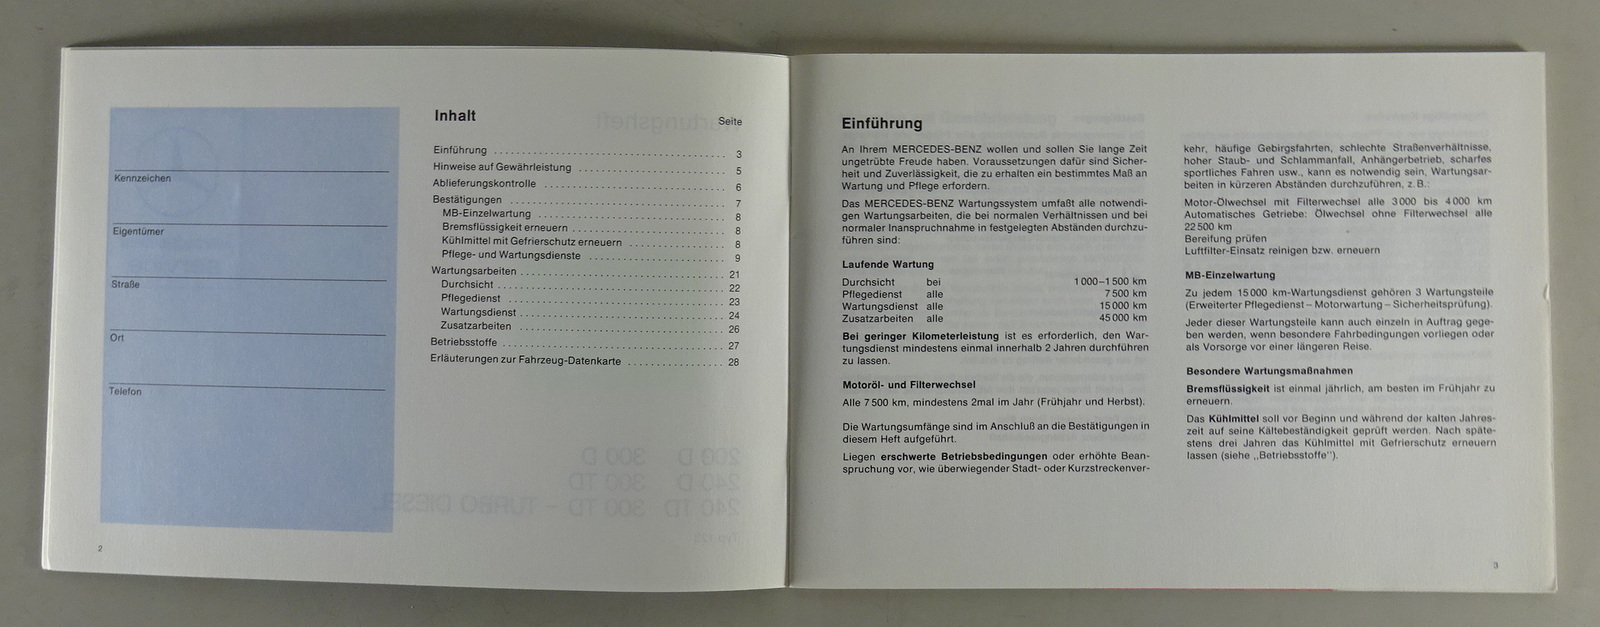 Kennzeichen
Eigentümer
Straße
Ort
Telefon
2
Inhalt
Seite
Einführung 3
Hinweise auf Gewährleistung 5
Ablieferungskontrolle 6
Bestätigungen 7
MB-Einzelwartung 8
Bremsflüssigkeit erneuern 8
Kühlmittel mit Gefrierschutz erneuern 8
Pflege- und Wartungsdienste 9
Wartungsarbeiten 21
Durchsicht 22
Pflegedienst 23
Wartungsdienst 24
Zusatzarbeiten 26
Betriebsstoffe 27
Erläuterungen zur Fahrzeug-Datenkarte 28
Einführung
An Ihrem MERCEDES-BENZ wollen und sollen Sie lange Zeit
ungetrübte Freude haben. Voraussetzungen dafür sind Sicher-
heit und Zuverlässigkeit, die zu erhalten ein bestimmtes Maß an
Wartung und Pflege erfordern.
Das MERCEDES-BENZ Wartungssystem umfaßt alle notwendi-
gen Wartungsarbeiten, die bei normalen Verhältnissen und bei
normaler Inanspruchnahme in festgelegten Abständen durchzu-
führen sind:
Laufende Wartung
Durchsicht bei 1 000–1 500 km
Pflegedienst alle 7 500 km
Wartungsdienst alle 15 000 km
Zusatzarbeiten alle 45 000 km
Bei geringer Kilometerleistung ist es erforderlich, den War-
tungsdienst mindestens einmal innerhalb 2 Jahren durchführen
zu lassen.
Motoröl- und Filterwechsel
Alle 7 500 km, mindestens 2mal im Jahr (Frühjahr und Herbst).
Die Wartungsumfänge sind im Anschluß an die Bestätigungen in
diesem Heft aufgeführt.
Liegen erschwerte Betriebsbedingungen oder erhöhte Bean-
spruchung vor, wie überwiegender Stadt- oder Kurzstreckenver-
kehr, häufige Gebirgsfahrten, schlechte Straßenverhältnisse,
hoher Staub- und Schlammanfall, Anhängerbetrieb, scharfes
sportliches Fahren usw., kann es notwendig sein, Wartungsar-
beiten in kürzeren Abständen durchzuführen, z. B.:
Motor-Ölwechsel mit Filterwechsel alle 3 000 bis 4 000 km
Automatisches Getriebe: Ölwechsel ohne Filterwechsel alle
22 500 km
Bereifung prüfen
Luftfilter-Einsatz reinigen bzw. erneuern
MB-Einzelwartung
Zu jedem 15 000 km-Wartungsdienst gehören 3 Wartungsteile
(Erweiterter Pflegedienst – Motorwartung – Sicherheitsprüfung).
Jeder dieser Wartungsteile kann auch einzeln in Auftrag gege-
ben werden, wenn besondere Fahrbedingungen vorliegen oder
als Vorsorge vor einer längeren Reise.
Besondere Wartungsmaßnahmen
Bremsflüssigkeit ist einmal jährlich, am besten im Frühjahr zu
erneuern.
Das Kühlmittel soll vor Beginn und während der kalten Jahres-
zeit auf seine Kältebeständigkeit geprüft werden. Nach späte-
stens drei Jahren das Kühlmittel mit Gefrierschutz erneuern
lassen (siehe „Betriebsstoffe").
3